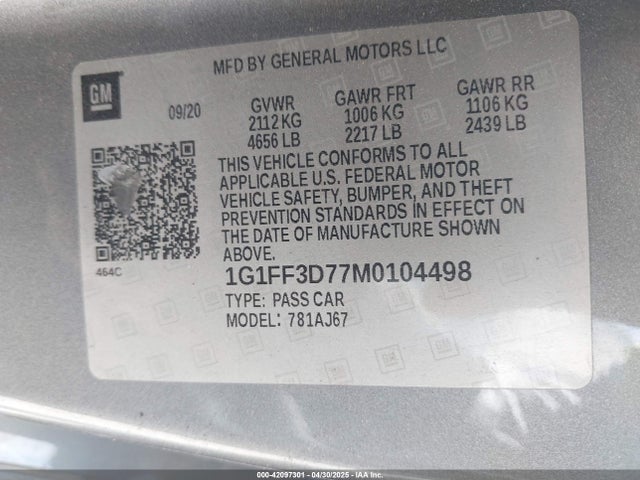 MFD BY GENERAL MOTORS LLC
GM
09/20
GVWR
2112 KG
4656 LB
GAWR FRT
1006 KG
2217 LB
GAWR RR
1106 KG
2439 LB
THIS VEHICLE CONFORMS TO ALL
APPLICABLE U.S. FEDERAL MOTOR
VEHICLE SAFETY, BUMPER, AND THEFT
PREVENTION STANDARDS IN EFFECT ON
THE DATE OF MANUFACTURE SHOWN
ABOVE.
464C
1G1FF3D77M0104498
TYPE: PASS CAR
MODEL: 781AJ67
000-42097301 - 04/30/2025 - IAAI.COM